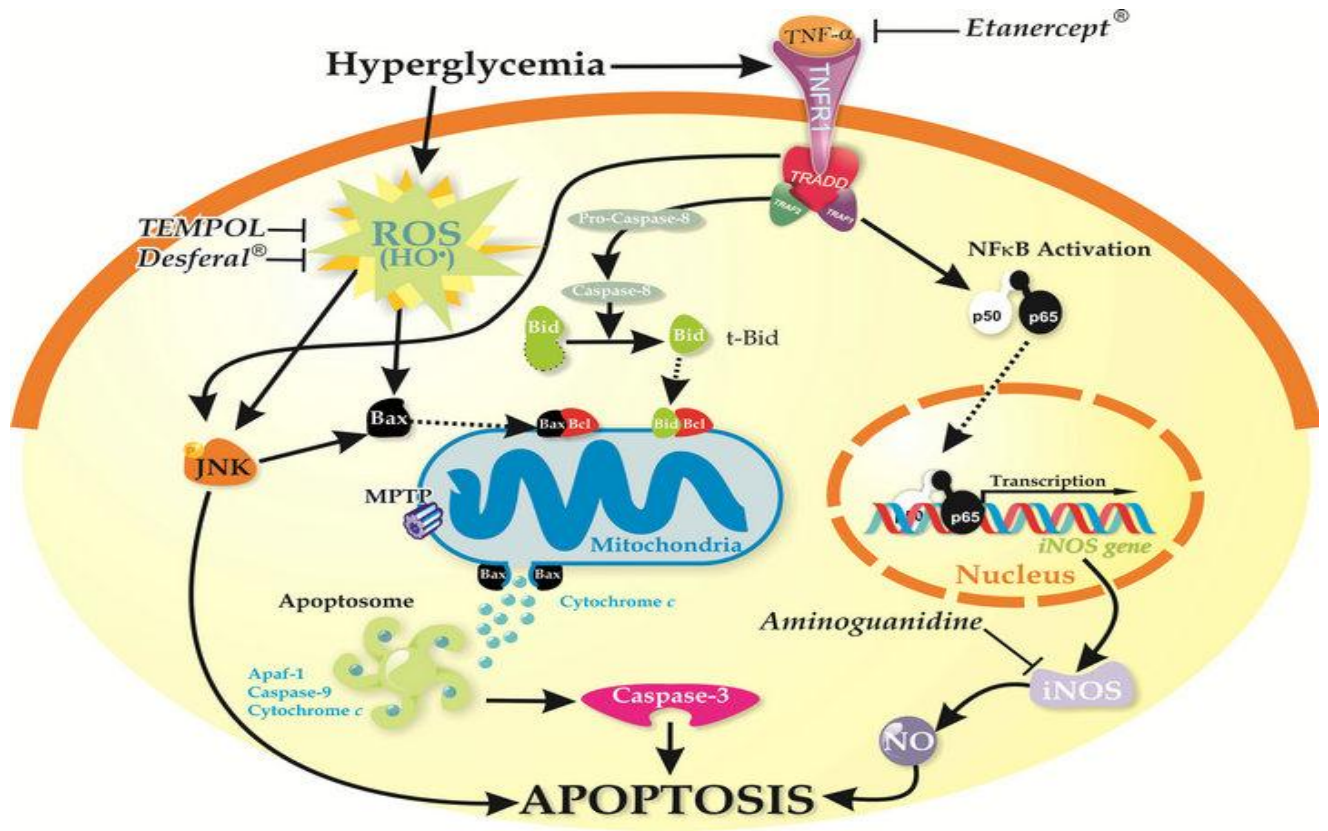 TNF-α
Etanercept®
Hyperglycemia
TNFR1
TRADD
TRAF2
TRAF1
Pro-Caspase-8
TEMPOL
Desferal®
ROS
(HO•)
NFκB Activation
Caspase-8
p50
p65
Bid
Bid
t-Bid
Bax
Bax
Bcl
Bid
Bcl
P
JNK
MPTP
Transcription
p50
p65
Mitochondria
iNOS gene
Nucleus
Bax
Bax
Apoptosome
Cytochrome c
Aminoguanidine
Apaf-1
Caspase-9
Cytochrome c
Caspase-3
iNOS
NO
APOPTOSIS